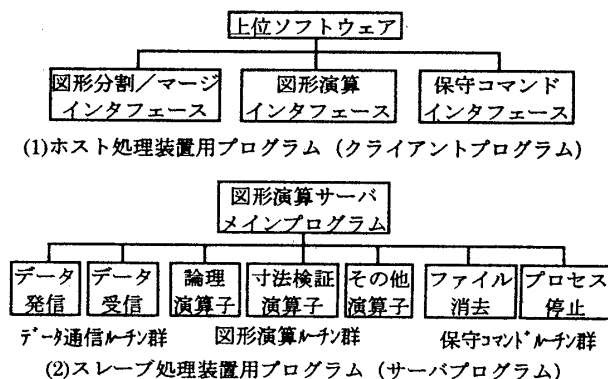 上位ソフトウェア
図形分割／マージ
インタフェース
図形演算
インタフェース
保守コマンド
インタフェース
(1)ホスト処理装置用プログラム（クライアントプログラム）
図形演算サーバ
メインプログラム
データ
発信
データ
受信
論理
演算子
寸法検証
演算子
その他
演算子
ファイル
消去
プロセス
停止
ﾃﾞｰﾀ通信ﾙｰﾁﾝ群
図形演算ﾙｰﾁﾝ群
保守ｺﾏﾝﾄﾞﾙｰﾁﾝ群
(2)スレーブ処理装置用プログラム（サーバプログラム）